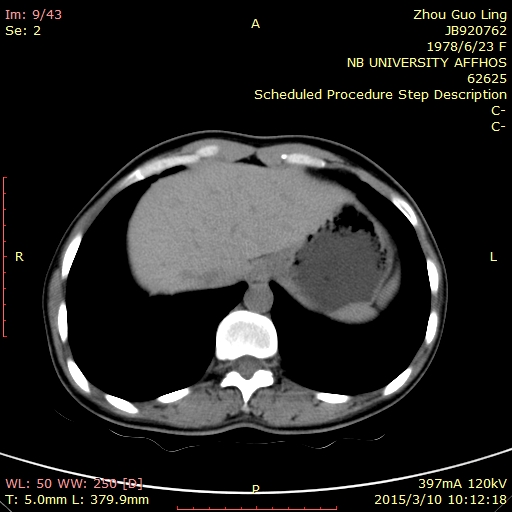 Im: 9/43
Se: 2
A
Zhou Guo Ling
JB920762
1978/6/23 F
NB UNIVERSITY AFFHOS
62625
Scheduled Procedure Step Description
C-
C-
R
L
WL: 50 WW: 250 [D]
T: 5.0mm L: 379.9mm
P
397mA 120kV
2015/3/10 10:12:18